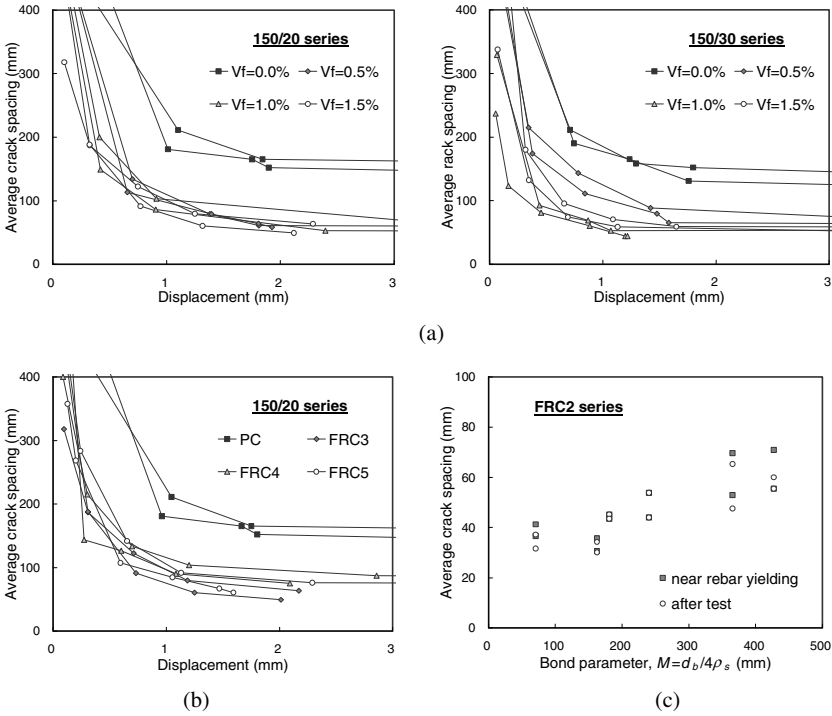 400
300
200
100
0
Average crack spacing (mm)
150/20 series
Vf=0.0% Vf=0.5%
Vf=1.0% Vf=1.5%
0 1 2 3
Displacement (mm)
400
300
200
100
0
Average rack spacing (mm)
150/30 series
Vf=0.0% Vf=0.5%
Vf=1.0% Vf=1.5%
0 1 2 3
Displacement (mm)
(a)
400
300
200
100
0
Average crack spacing (mm)
150/20 series
PC FRC3
FRC4 FRC5
0 1 2 3
Displacement (mm)
(b)
100
80
60
40
20
0
Average crack spacing (mm)
FRC2 series
near rebar yielding
after test
0 100 200 300 400 500
Bond parameter, M=d_b/4ρ_s (mm)
(c)